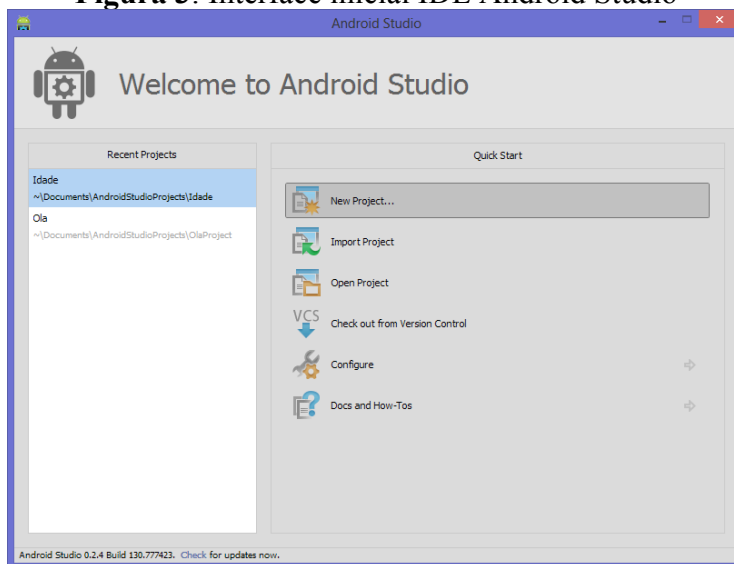 Figura 3: Interface inicial IDE Android Studio
Android Studio
Welcome to Android Studio
Recent Projects
Idade
~\Documents\AndroidStudioProjects\Idade
Ola
~\Documents\AndroidStudioProjects\OlaProject
Quick Start
New Project...
Import Project
Open Project
VCS
Check out from Version Control
Configure
Docs and How-Tos
Android Studio 0.2.4 Build 130.777423. Check for updates now.